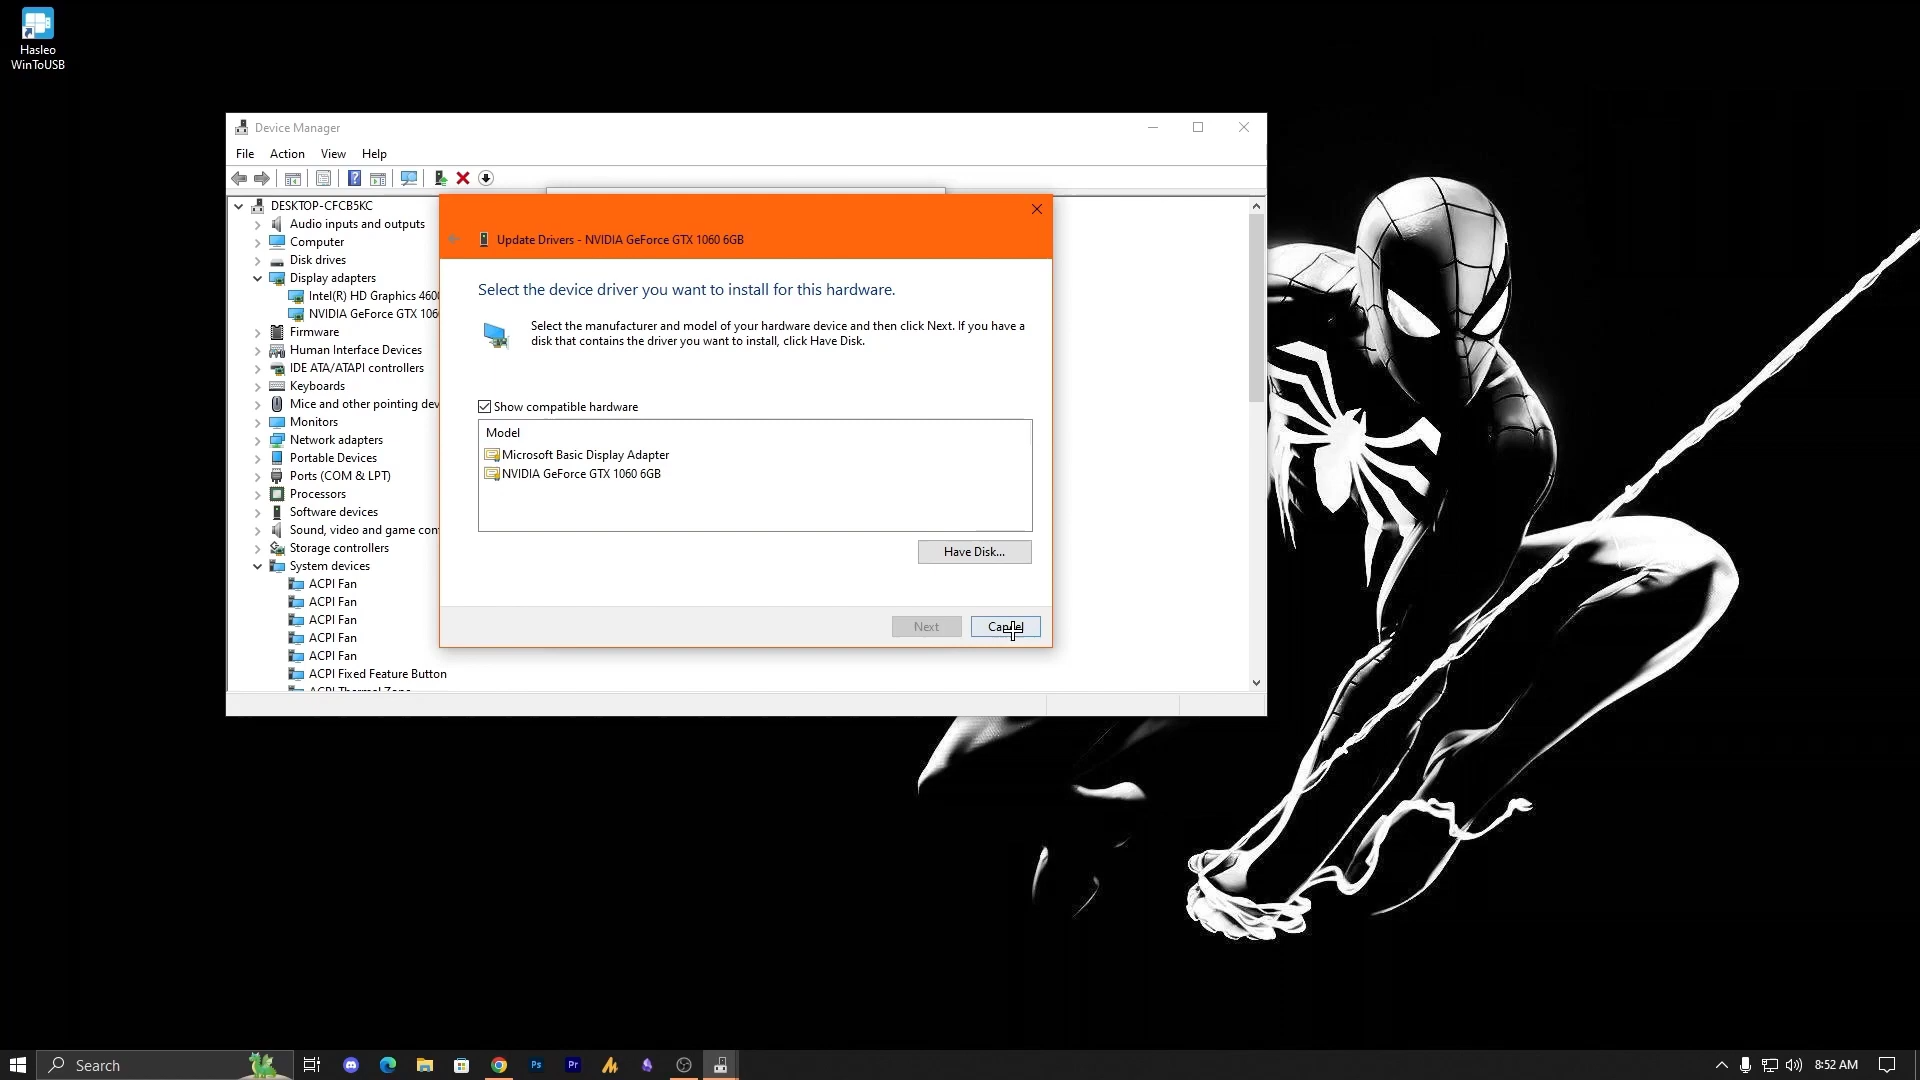 Hasleo
WinToUSB
Device Manager
File Action View Help
DESKTOP-CFCB5KC
Audio inputs and outputs
Computer
Disk drives
Display adapters
Intel(R) HD Graphics 4600
NVIDIA GeForce GTX 106
Firmware
Human Interface Devices
IDE ATA/ATAPI controllers
Keyboards
Mice and other pointing dev
Monitors
Network adapters
Portable Devices
Ports (COM & LPT)
Processors
Software devices
Sound, video and game con
Storage controllers
System devices
ACPI Fan
ACPI Fan
ACPI Fan
ACPI Fan
ACPI Fan
ACPI Fixed Feature Button
ACPI Thermal Zone
Update Drivers - NVIDIA GeForce GTX 1060 6GB
Select the device driver you want to install for this hardware.
Select the manufacturer and model of your hardware device and then click Next. If you have a
disk that contains the driver you want to install, click Have Disk.
Show compatible hardware
Model
Microsoft Basic Display Adapter
NVIDIA GeForce GTX 1060 6GB
Have Disk...
Next
Cancel
Search
Ps
Pr
8:52 AM